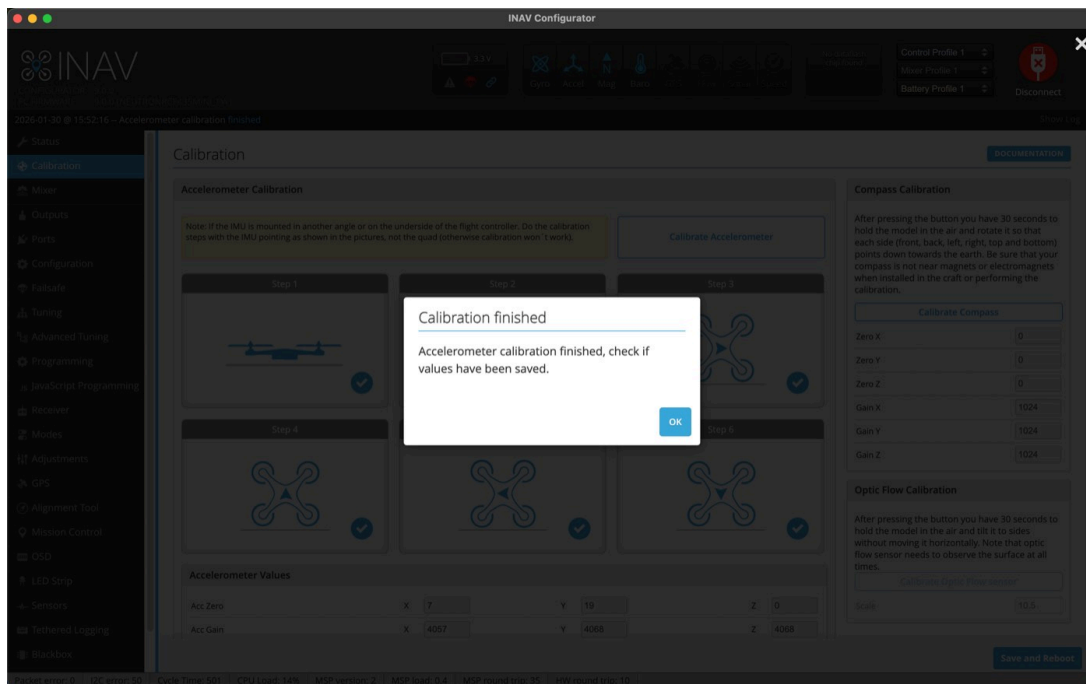 INAV Configurator
INAV
3.3 V
Gyro Accel Mag Baro
Control Profile 1
Mixer Profile 1
Battery Profile 1
Disconnect
2026-01-30 @ 15:52:16 -- Accelerometer calibration finished
Show Log
Status
Calibration
Mixer
Outputs
Ports
Configuration
Failsafe
Tuning
Advanced Tuning
Programming
JavaScript Programming
Receiver
Modes
Adjustments
GPS
Alignment Tool
Mission Control
OSD
LED Strip
Sensors
Tethered Logging
Blackbox
Calibration
DOCUMENTATION
Accelerometer Calibration
Note: If the IMU is mounted in another angle or on the underside of the flight controller. Do the calibration
steps with the IMU pointing as shown in the pictures, not the quad (otherwise calibration won`t work).
Calibrate Accelerometer
Step 1
Step 2
Step 3
Step 4
Step 6
Calibration finished
Accelerometer calibration finished, check if
values have been saved.
OK
Accelerometer Values
Acc Zero X 7 Y 19 Z 0
Acc Gain X 4057 Y 4068 Z 4068
Compass Calibration
After pressing the button you have 30 seconds to
hold the model in the air and rotate it so that
each side (front, back, left, right, top and bottom)
points down towards the earth. Be sure that your
compass is not near magnets or electromagnets
when installed in the craft or performing the
calibration.
Calibrate Compass
Zero X 0
Zero Y 0
Zero Z 0
Gain X 1024
Gain Y 1024
Gain Z 1024
Optic Flow Calibration
After pressing the button you have 30 seconds to
hold the model in the air and tilt it to sides
without moving it horizontally. Note that optic
flow sensor needs to observe the surface at all
times.
Scale 10.5
Save and Reboot
Packet error: 0 I2C error: 50 Cycle Time: 501 CPU Load: 14% MSP version: 2 MSP load: 0.4 MSP round trip: 35 HW round trip: 10